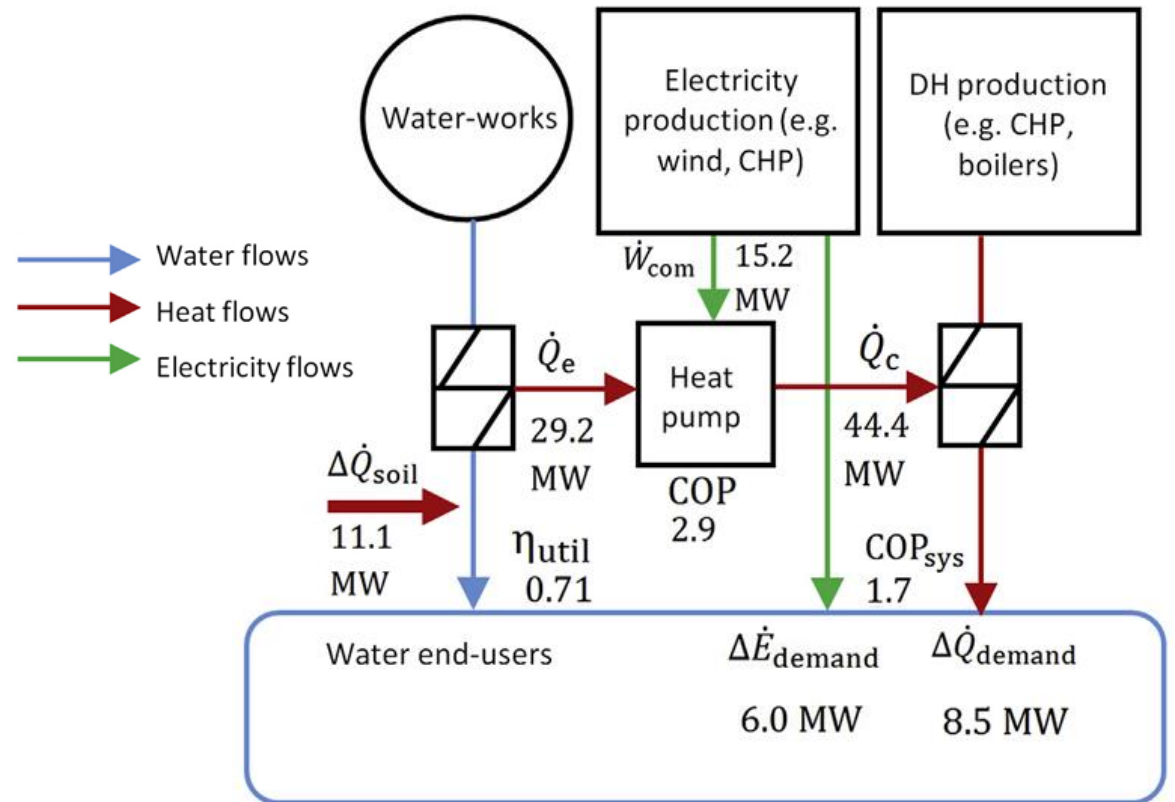 Water-works
Electricity
production (e.g.
wind, CHP)
DH production
(e.g. CHP,
boilers)
Water flows
Heat flows
Electricity flows
Ẇcom
15.2
MW
Q̇e
29.2
MW
Heat
pump
COP
2.9
Q̇c
44.4
MW
ΔQ̇soil
11.1
MW
ηutil
0.71
COPsys
1.7
Water end-users
ΔĖdemand
6.0 MW
ΔQ̇demand
8.5 MW